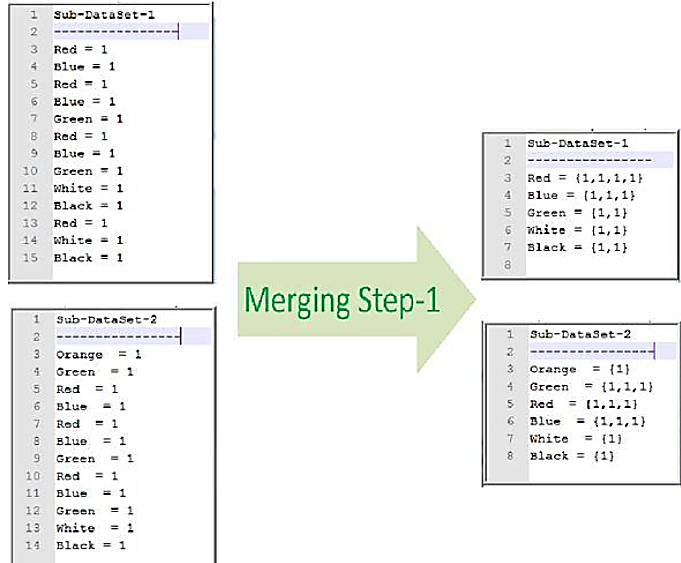 1 Sub-DataSet-1
2 -----------------
3 Red = 1
4 Blue = 1
5 Red = 1
6 Blue = 1
7 Green = 1
8 Red = 1
9 Blue = 1
10 Green = 1
11 White = 1
12 Black = 1
13 Red = 1
14 White = 1
15 Black = 1
1 Sub-DataSet-2
2 -----------------
3 Orange = 1
4 Green = 1
5 Red = 1
6 Blue = 1
7 Red = 1
8 Blue = 1
9 Green = 1
10 Red = 1
11 Blue = 1
12 Green = 1
13 White = 1
14 Black = 1
Merging Step-1
1 Sub-DataSet-1
2 -----------------
3 Red = {1,1,1,1}
4 Blue = {1,1,1}
5 Green = {1,1}
6 White = {1,1}
7 Black = {1,1}
8
1 Sub-DataSet-2
2 -----------------
3 Orange = {1}
4 Green = {1,1,1}
5 Red = {1,1,1}
6 Blue = {1,1,1}
7 White = {1}
8 Black = {1}